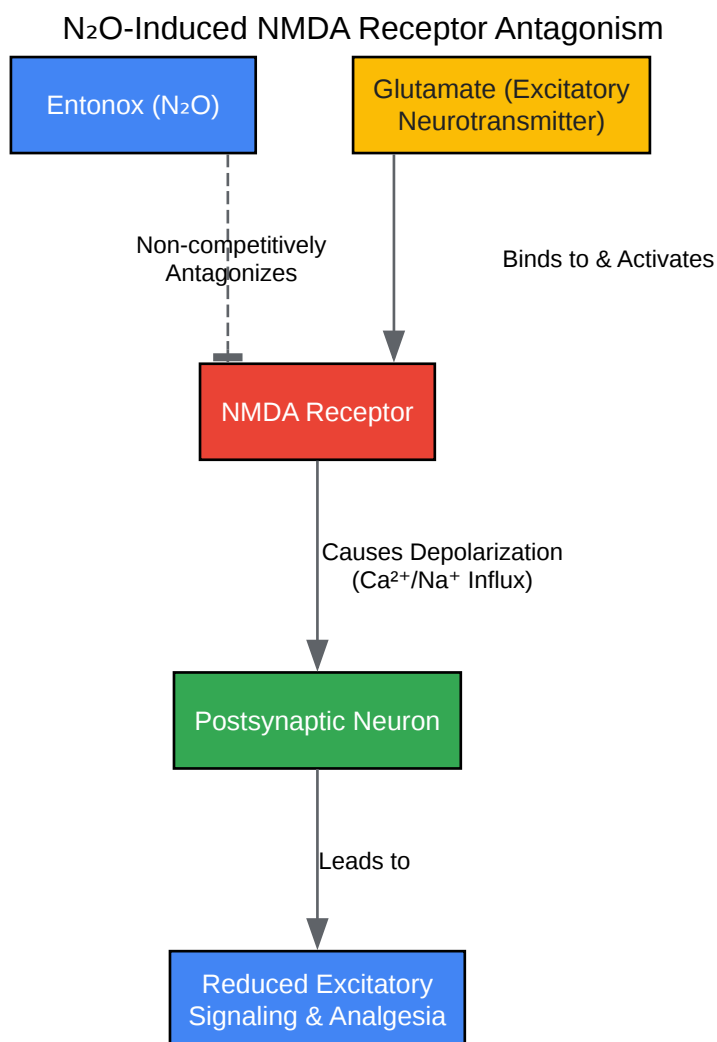 N₂O-Induced NMDA Receptor Antagonism
Entonox (N₂O)
Glutamate (Excitatory
Neurotransmitter)
Non-competitively
Antagonizes
Binds to & Activates
NMDA Receptor
Causes Depolarization
(Ca²⁺/Na⁺ Influx)
Postsynaptic Neuron
Leads to
Reduced Excitatory
Signaling & Analgesia